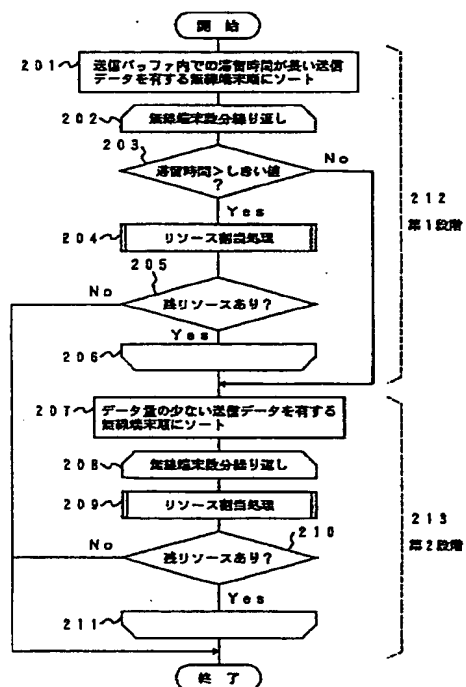 開始
201
送信バッファ内での滞留時間が長い送信
データを有する無線端末順にソート
202
無線端末数分繰り返し
203
滞留時間>しきい値
?
No
Yes
204
リソース割当処理
205
残リソースあり?
No
Yes
206
212
第1段階
207
データ量の少ない送信データを有する
無線端末順にソート
208
無線端末数分繰り返し
209
リソース割当処理
210
残リソースあり?
No
Yes
211
213
第2段階
終了